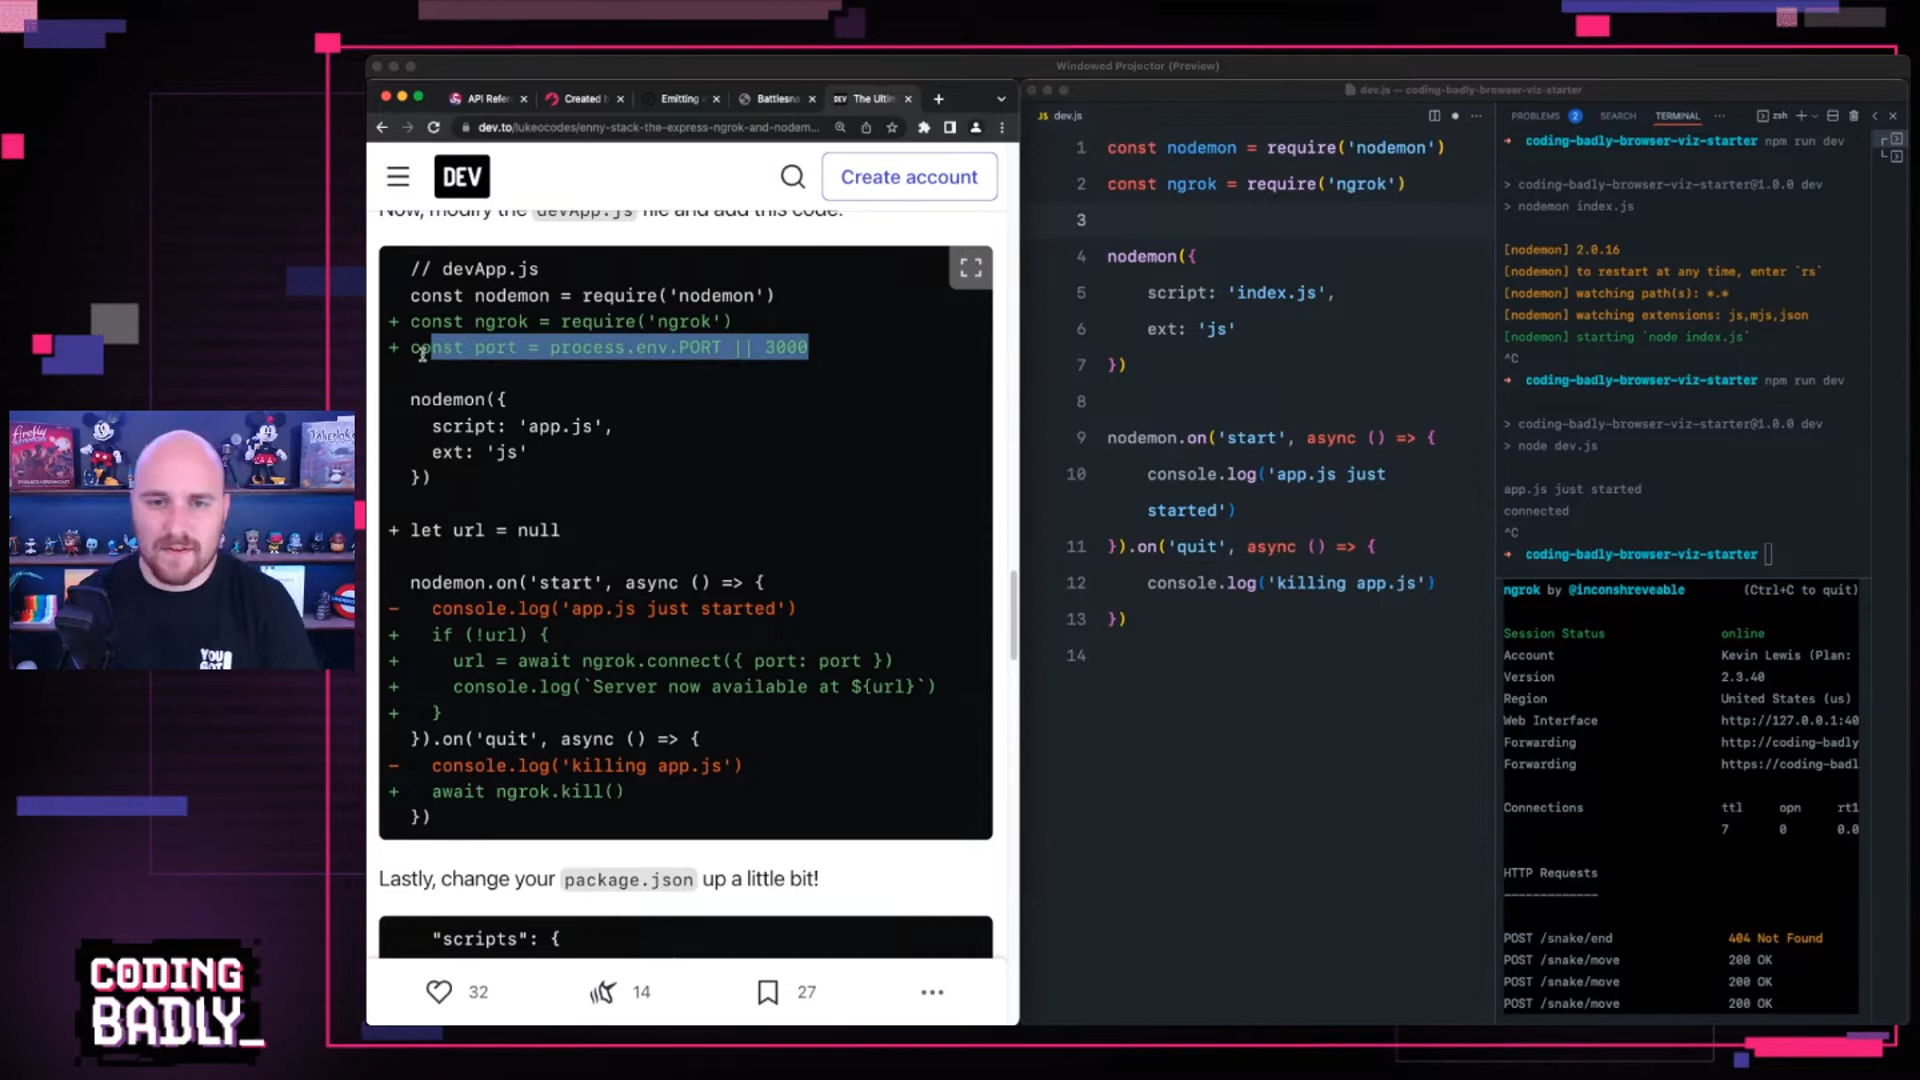 Windowed Projector (Preview)
API Refer
Created b
Emitting
Battlesna
DEV The Ultim
dev.to/lukeocodes/enny-stack-the-express-ngrok-and-nodem...
DEV
Create account
Now, modify the devApp.js file and add this code:
// devApp.js
const nodemon = require('nodemon')
+ const ngrok = require('ngrok')
+ const port = process.env.PORT || 3000
nodemon({
script: 'app.js',
ext: 'js'
})
+ let url = null
nodemon.on('start', async () => {
- console.log('app.js just started')
+ if (!url) {
+ url = await ngrok.connect({ port: port })
+ console.log(`Server now available at ${url}`)
+ }
}).on('quit', async () => {
- console.log('killing app.js')
+ await ngrok.kill()
})
Lastly, change your package.json up a little bit!
"scripts": {
32
14
27
dev.js — coding-badly-browser-viz-starter
JS dev.js
1 const nodemon = require('nodemon')
2 const ngrok = require('ngrok')
3
4 nodemon({
5 script: 'index.js',
6 ext: 'js'
7 })
8
9 nodemon.on('start', async () => {
10 console.log('app.js just
started')
11 }).on('quit', async () => {
12 console.log('killing app.js')
13 })
14
PROBLEMS 2 SEARCH TERMINAL ... zsh
coding-badly-browser-viz-starter npm run dev
> coding-badly-browser-viz-starter@1.0.0 dev
> nodemon index.js
[nodemon] 2.0.16
[nodemon] to restart at any time, enter `rs`
[nodemon] watching path(s): *.*
[nodemon] watching extensions: js,mjs,json
[nodemon] starting `node index.js`
^C
coding-badly-browser-viz-starter npm run dev
> coding-badly-browser-viz-starter@1.0.0 dev
> node dev.js
app.js just started
connected
^C
coding-badly-browser-viz-starter
ngrok by @inconshreveable (Ctrl+C to quit)
Session Status online
Account Kevin Lewis (Plan:
Version 2.3.40
Region United States (us)
Web Interface http://127.0.0.1:40
Forwarding http://coding-badly
Forwarding https://coding-badl
Connections ttl opn rt1
7 0 0.0
HTTP Requests
-------------
POST /snake/end 404 Not Found
POST /snake/move 200 OK
POST /snake/move 200 OK
POST /snake/move 200 OK
firefly
YOU
GOT
CODING
BADLY_